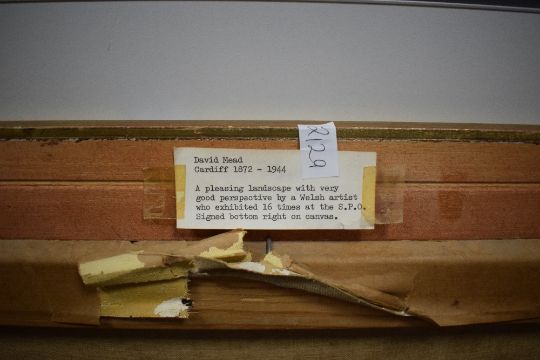 R129
David Mead
Cardiff 1872 - 1944
A pleasing landscape with very
good perspective by a Welsh artist
who exhibited 16 times at the S.P.O.
Signed bottom right on canvas.